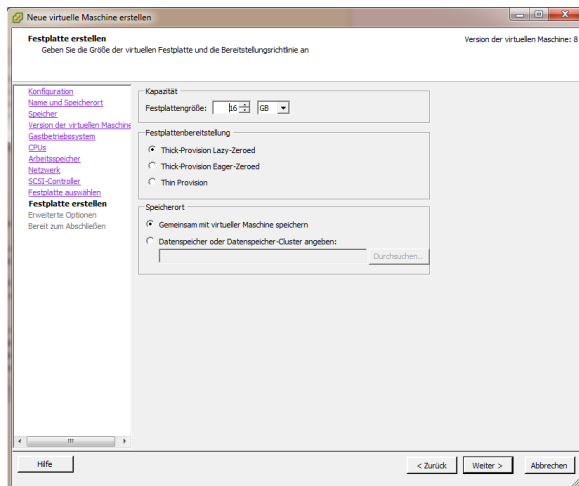 Neue virtuelle Maschine erstellen
Festplatte erstellen
Geben Sie die Größe der virtuellen Festplatte und die Bereitstellungsrichtlinie an
Version der virtuellen Maschine: 8
Konfiguration
Name und Speicherort
Speicher
Version der virtuellen Maschine
Gastbetriebssystem
CPUs
Arbeitsspeicher
Netzwerk
SCSI-Controller
Festplatte auswählen
Festplatte erstellen
Erweiterte Optionen
Bereit zum Abschließen
Kapazität
Festplattengröße: 16 GB
Festplattenbereitstellung
Thick-Provision Lazy-Zeroed
Thick-Provision Eager-Zeroed
Thin Provision
Speicherort
Gemeinsam mit virtueller Maschine speichern
Datenspeicher oder Datenspeicher-Cluster angeben:
Durchsuchen...
Hilfe
< Zurück
Weiter >
Abbrechen